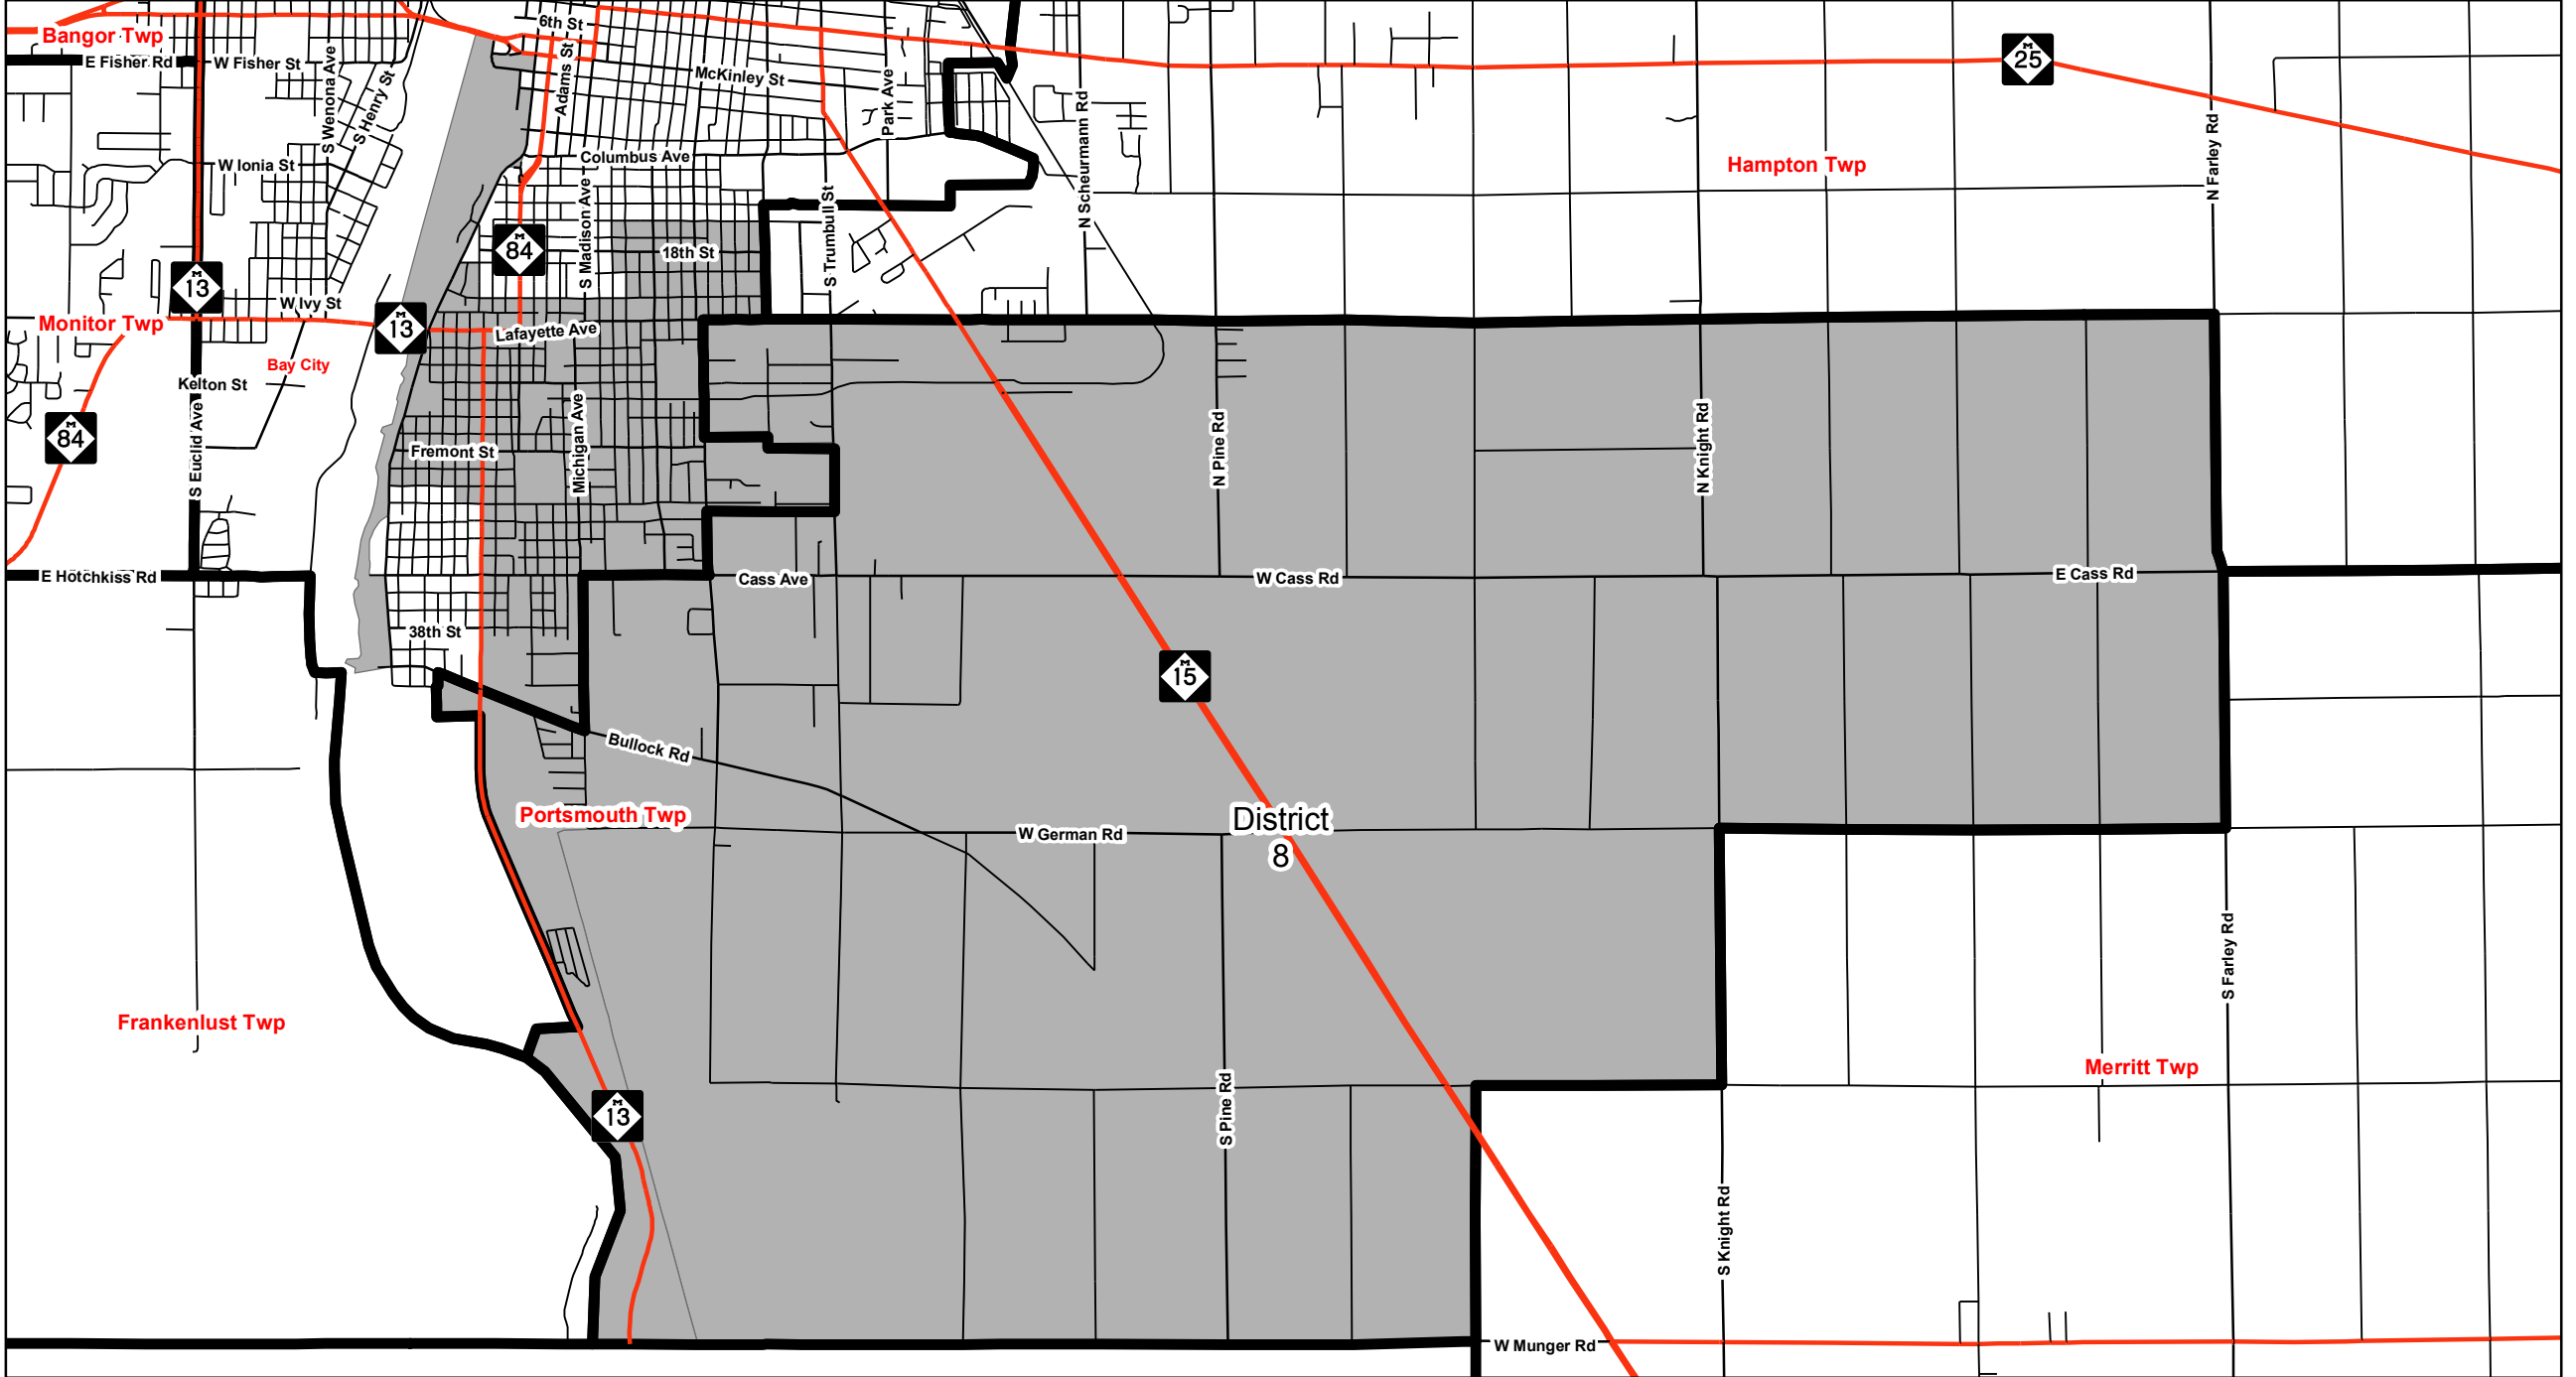 6th St
Bangor Twp
E Fisher Rd
W Fisher St
S Wenona Ave
S Henry St
Adams St
McKinley St
Park Ave
N Scheurmann Rd
M
25
N Farley Rd
Hampton Twp
W Ionia St
Columbus Ave
S Madison Ave
S Trumbull St
M
84
18th St
M
13
W Ivy St
Monitor Twp
M
13
Lafayette Ave
Bay City
Kelton St
S Euclid Ave
M
84
Fremont St
Michigan Ave
N Pine Rd
N Knight Rd
E Hotchkiss Rd
Cass Ave
W Cass Rd
E Cass Rd
38th St
M
15
Bullock Rd
Portsmouth Twp
W German Rd
District
8
S Farley Rd
Frankenlust Twp
Merritt Twp
M
13
S Pine Rd
S Knight Rd
W Munger Rd